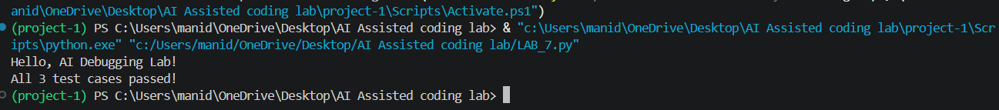 anid\OneDrive\Desktop\AI Assisted coding lab\project-1\Scripts\Activate.ps1")
(project-1) PS C:\Users\manid\OneDrive\Desktop\AI Assisted coding lab> & "c:\Users\manid\OneDrive\Desktop\AI Assisted coding lab\project-1\Scr
ipts\python.exe" "c:/Users/manid/OneDrive/Desktop/AI Assisted coding lab/LAB_7.py"
Hello, AI Debugging Lab!
All 3 test cases passed!
(project-1) PS C:\Users\manid\OneDrive\Desktop\AI Assisted coding lab>